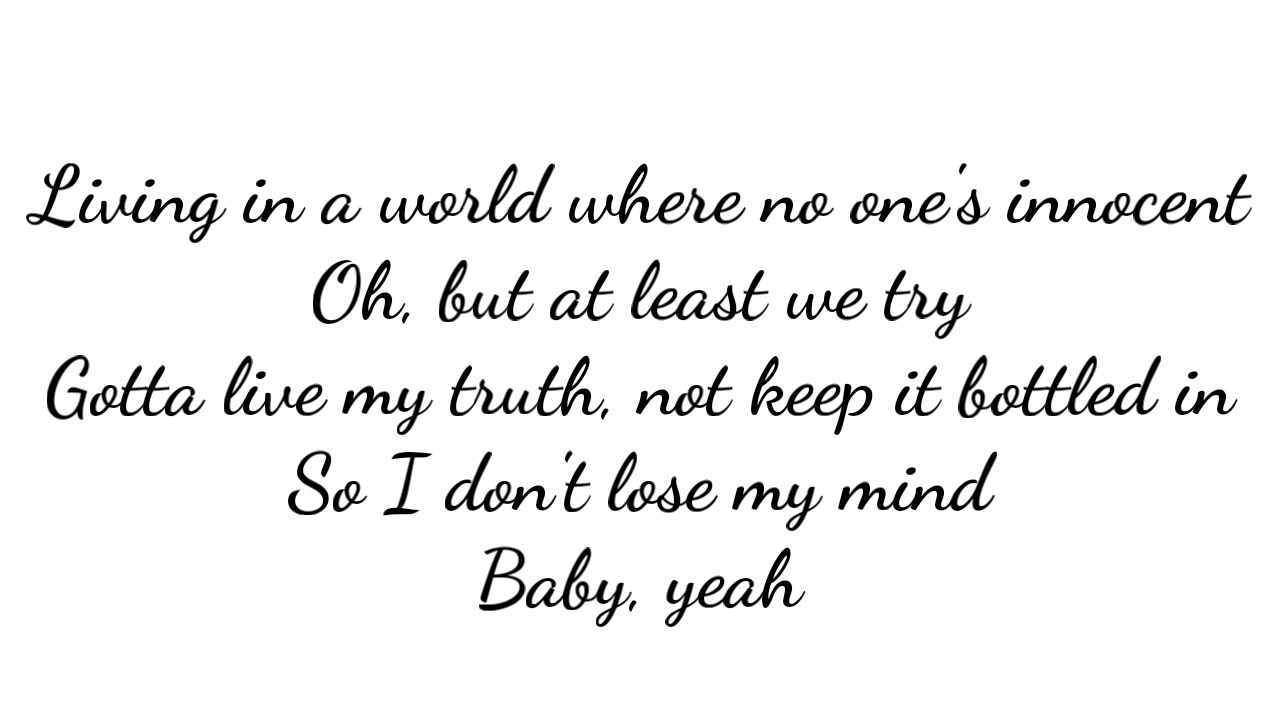 Living in a world where no one's innocent
Oh, but at least we try
Gotta live my truth, not keep it bottled in
So I don't lose my mind
Baby, yeah